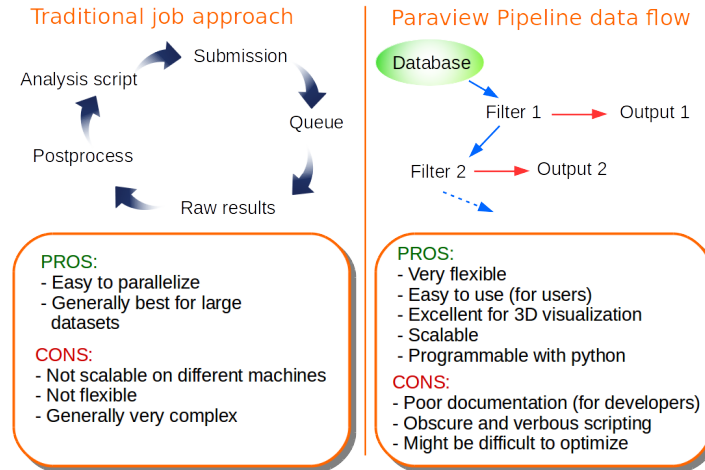 Traditional job approach
Submission
Analysis script
Queue
Postprocess
Raw results
PROS:
- Easy to parallelize
- Generally best for large
datasets
CONS:
- Not scalable on different machines
- Not flexible
- Generally very complex
Paraview Pipeline data flow
Database
Filter 1
Output 1
Filter 2
Output 2
PROS:
- Very flexible
- Easy to use (for users)
- Excellent for 3D visualization
- Scalable
- Programmable with python
CONS:
- Poor documentation (for developers)
- Obscure and verbous scripting
- Might be difficult to optimize